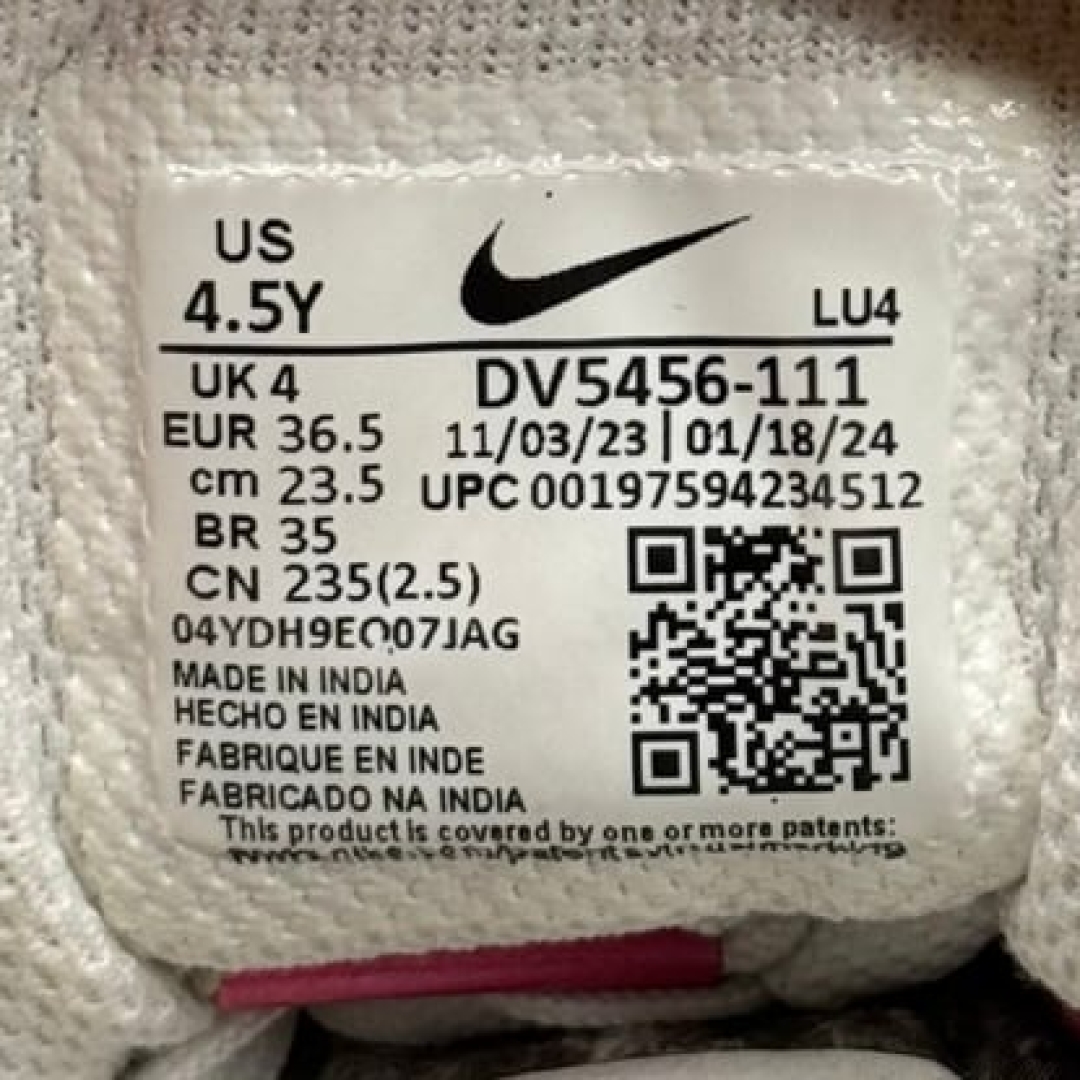 US
4.5Y
LU4
UK 4
DV5456-111
EUR 36.5
11/03/23 | 01/18/24
cm 23.5
UPC 00197594234512
BR 35
CN 235(2.5)
04YDH9EQ07JAG
MADE IN INDIA
HECHO EN INDIA
FABRIQUE EN INDE
FABRICADO NA INDIA
This product is covered by one or more patents: